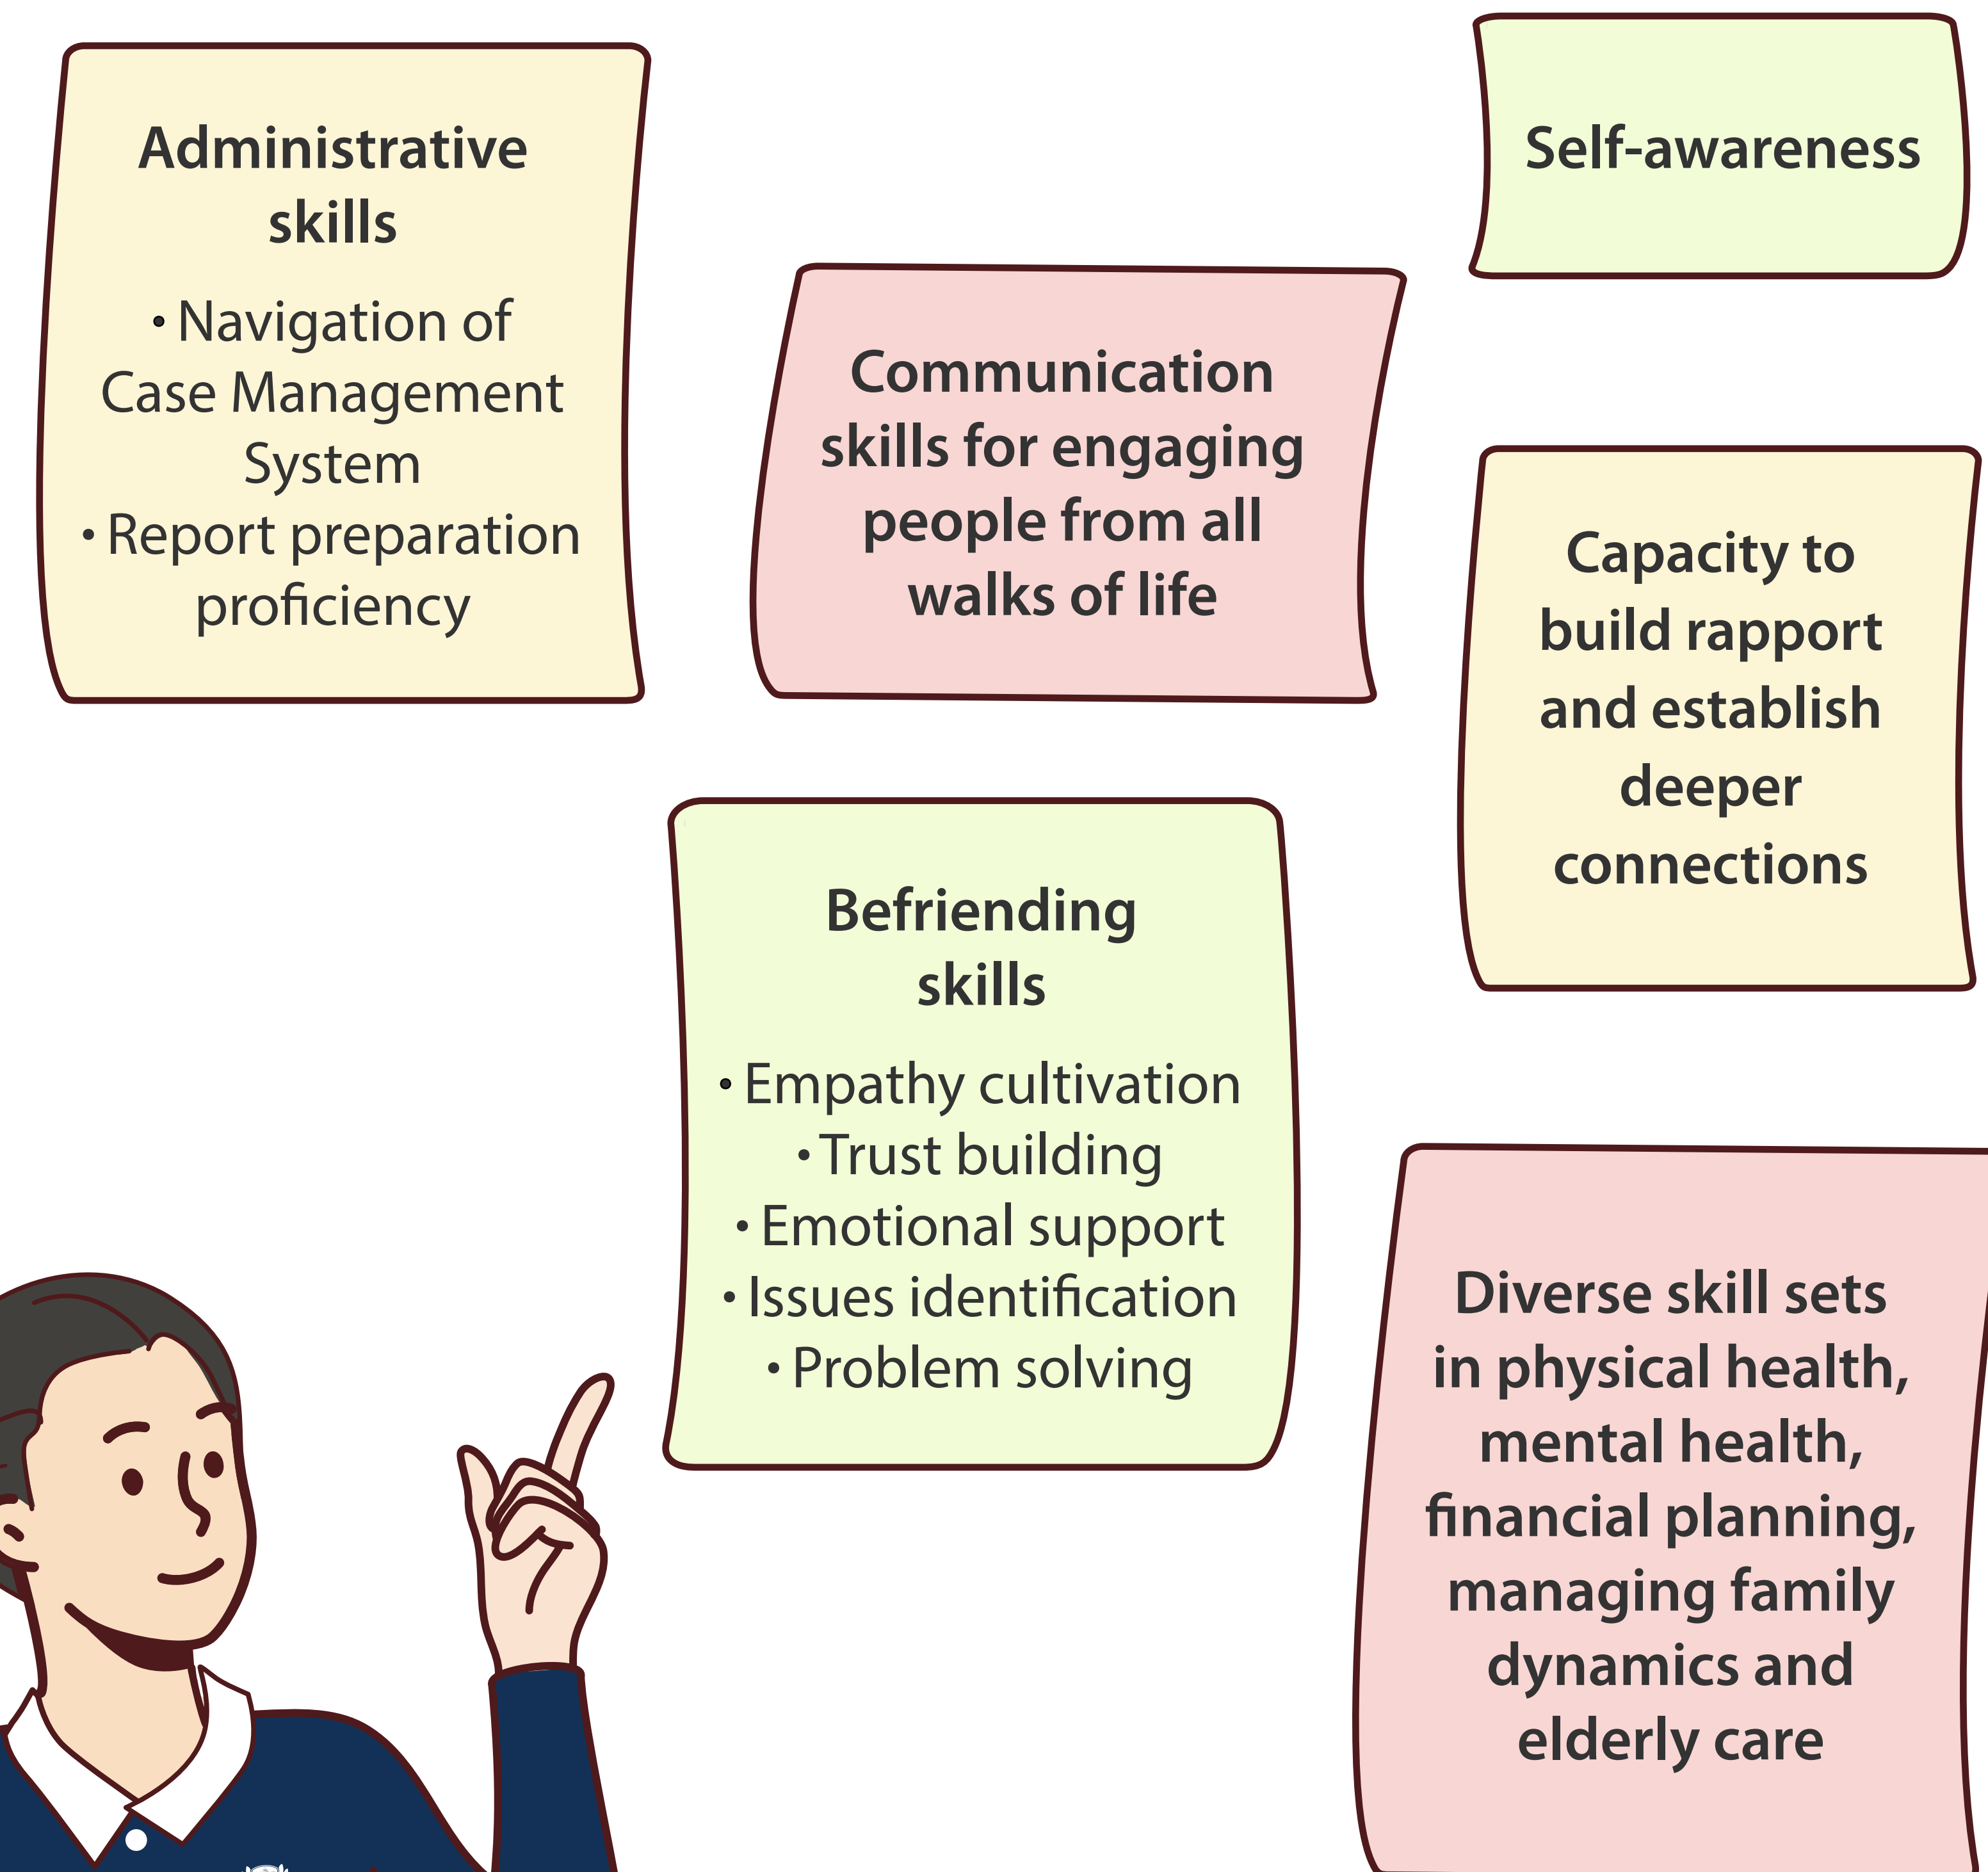 Administrative
skills
• Navigation of
Case Management
System
• Report preparation
proficiency
Communication
skills for engaging
people from all
walks of life
Self-awareness
Capacity to
build rapport
and establish
deeper
connections
Befriending
skills
• Empathy cultivation
• Trust building
• Emotional support
• Issues identification
• Problem solving
Diverse skill sets
in physical health,
mental health,
financial planning,
managing family
dynamics and
elderly care